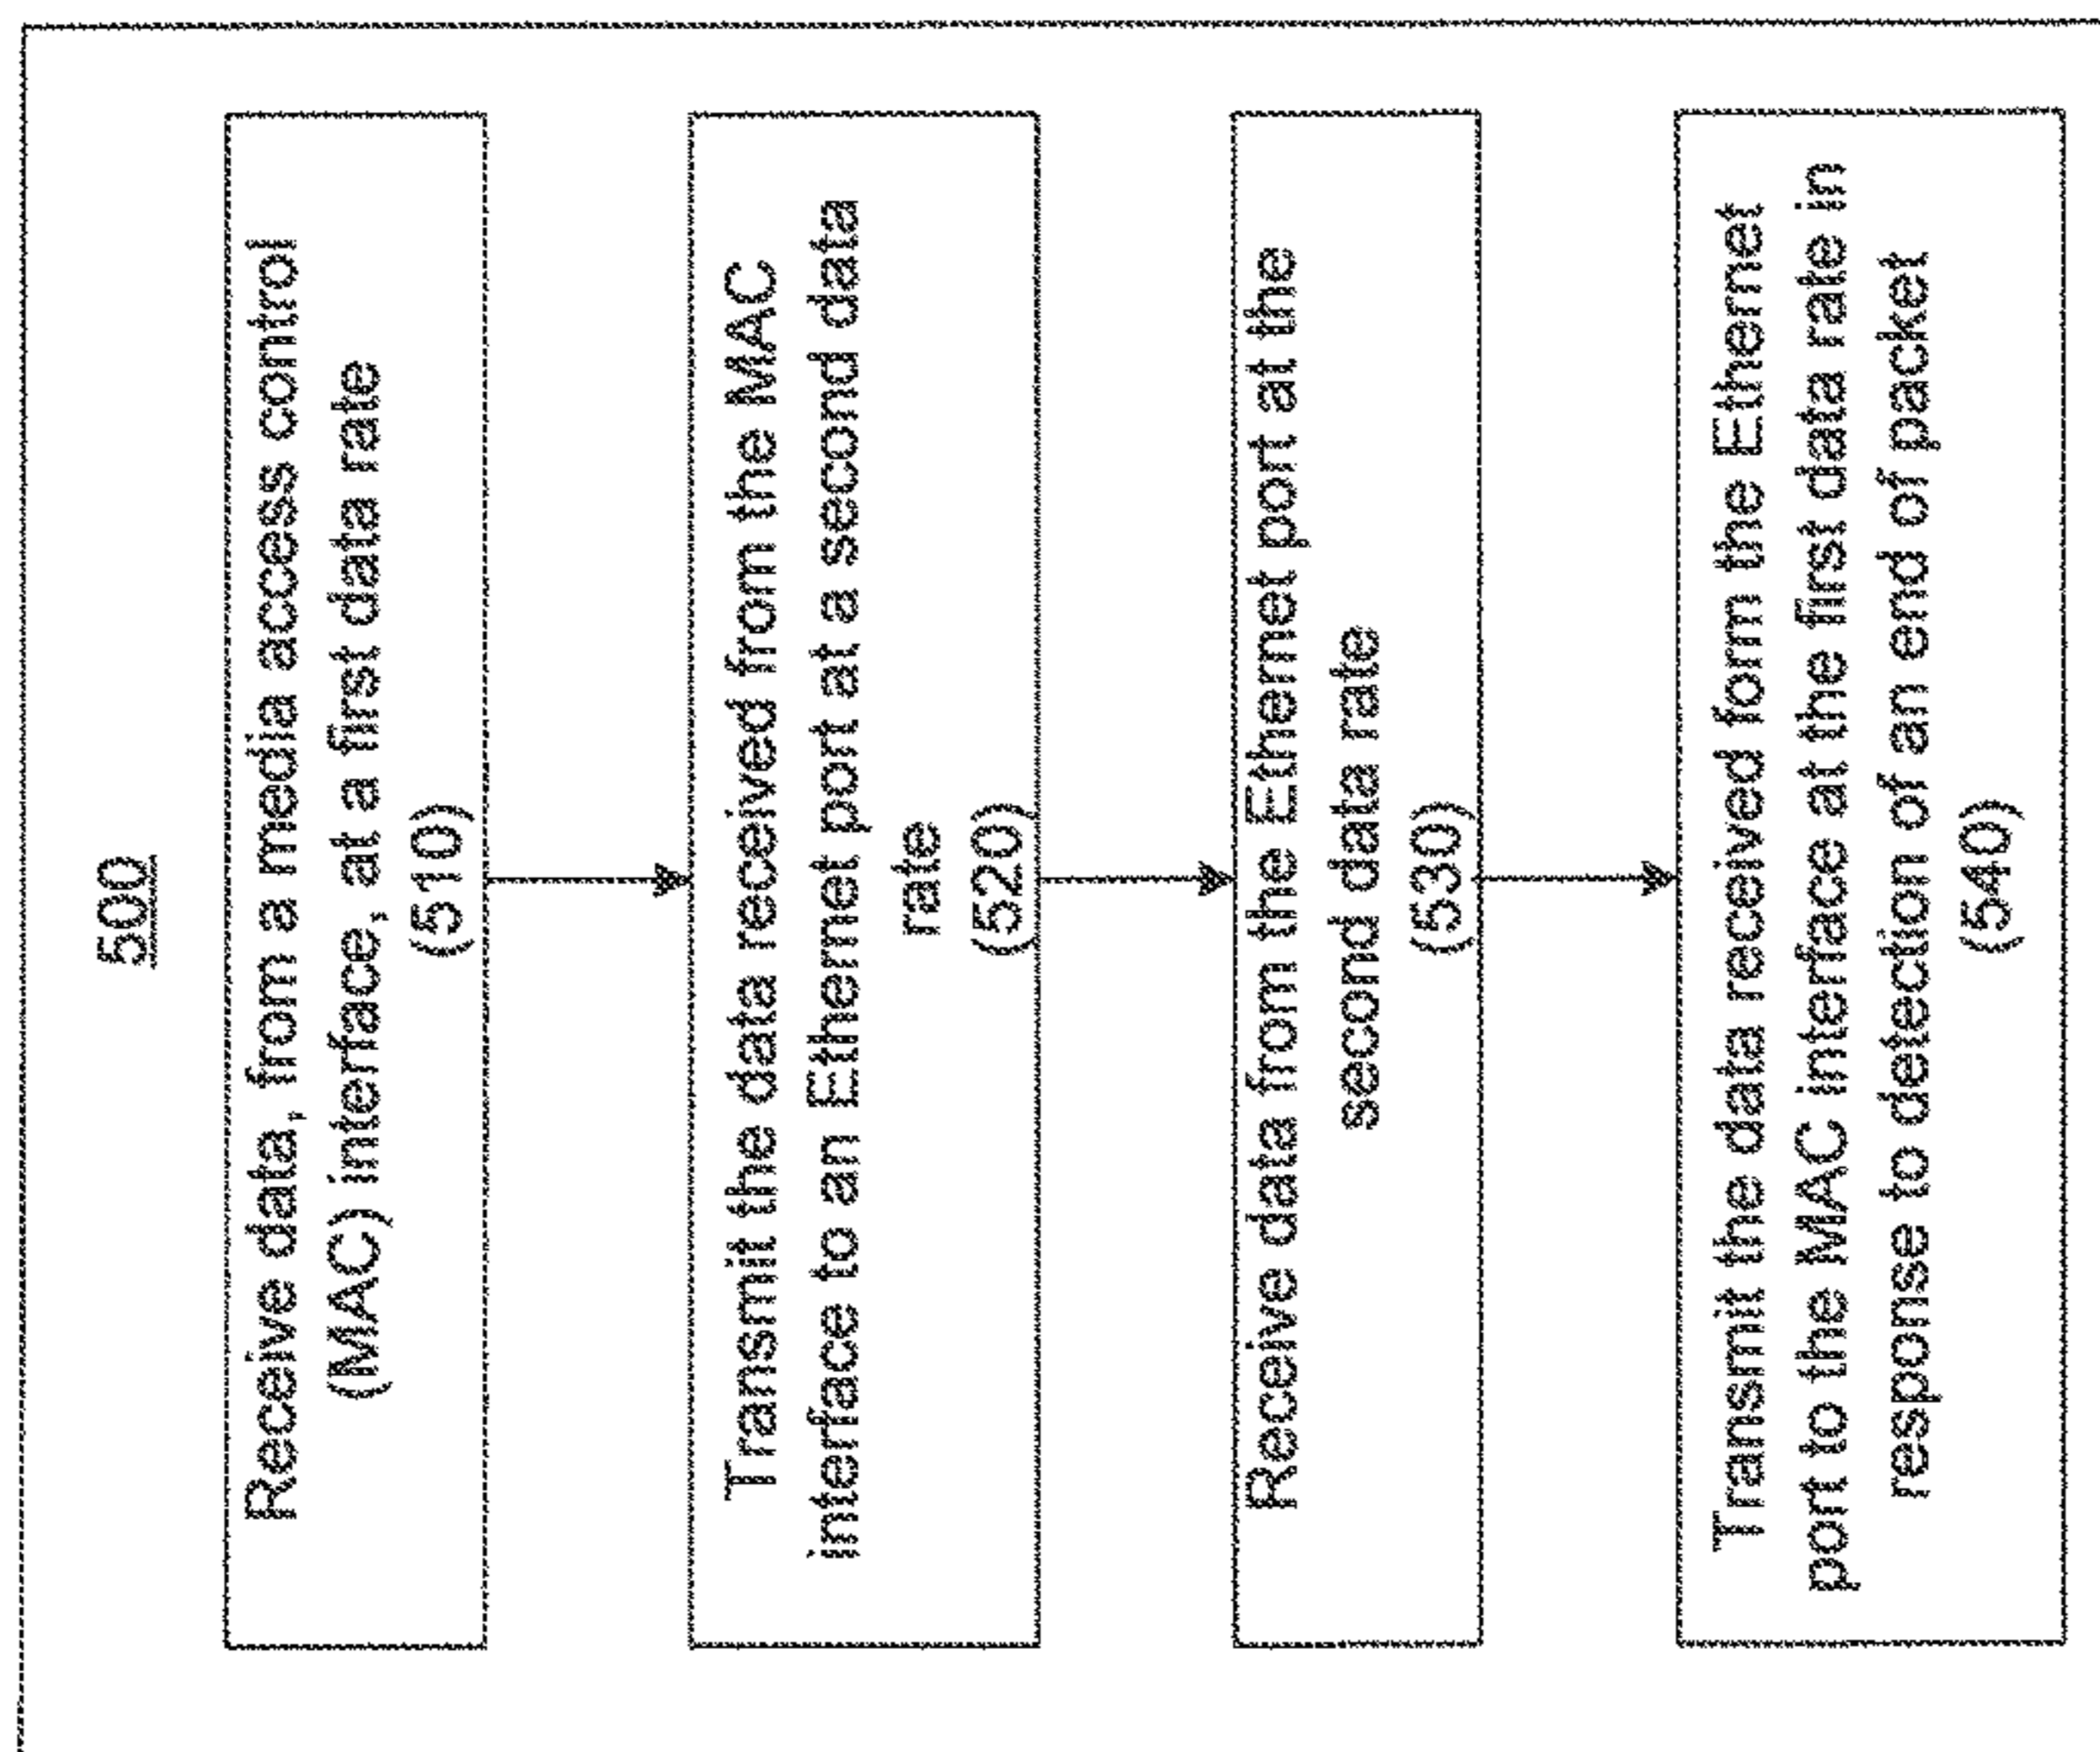 500
Receive data, from a media access control
(MAC) interface, at a first data rate
(510)
Transmit the data received from the MAC
interface to an Ethernet port at a second data
rate
(520)
Receive data from the Ethernet port at the
second data rate
(530)
Transmit the data received form the Ethernet
port to the MAC interface at the first data rate in
response to detection of an end of packet
(540)